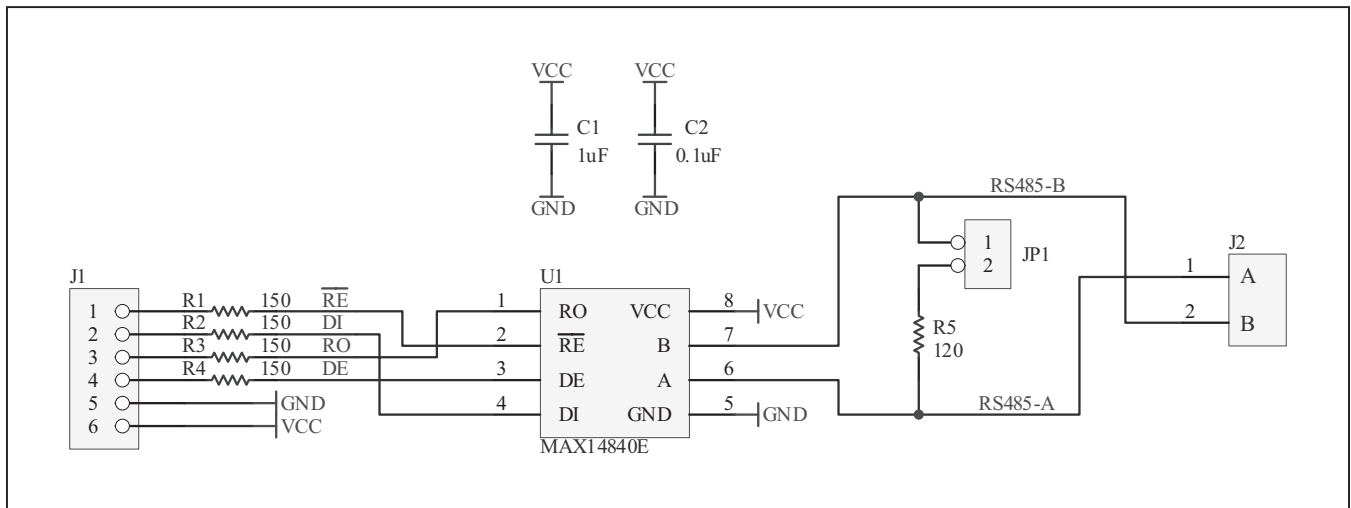 VCC
VCC
C1
1uF
C2
0.1uF
GND
GND
RS485-B
1
2
JP1
J2
1
A
2
B
R5
120
RS485-A
J1
1
R1
150
RE
2
R2
150
DI
3
R3
150
RO
4
R4
150
DE
5
GND
6
VCC
U1
1
RO
VCC
8
VCC
2
RE
B
7
3
DE
A
6
4
DI
GND
5
GND
MAX14840E